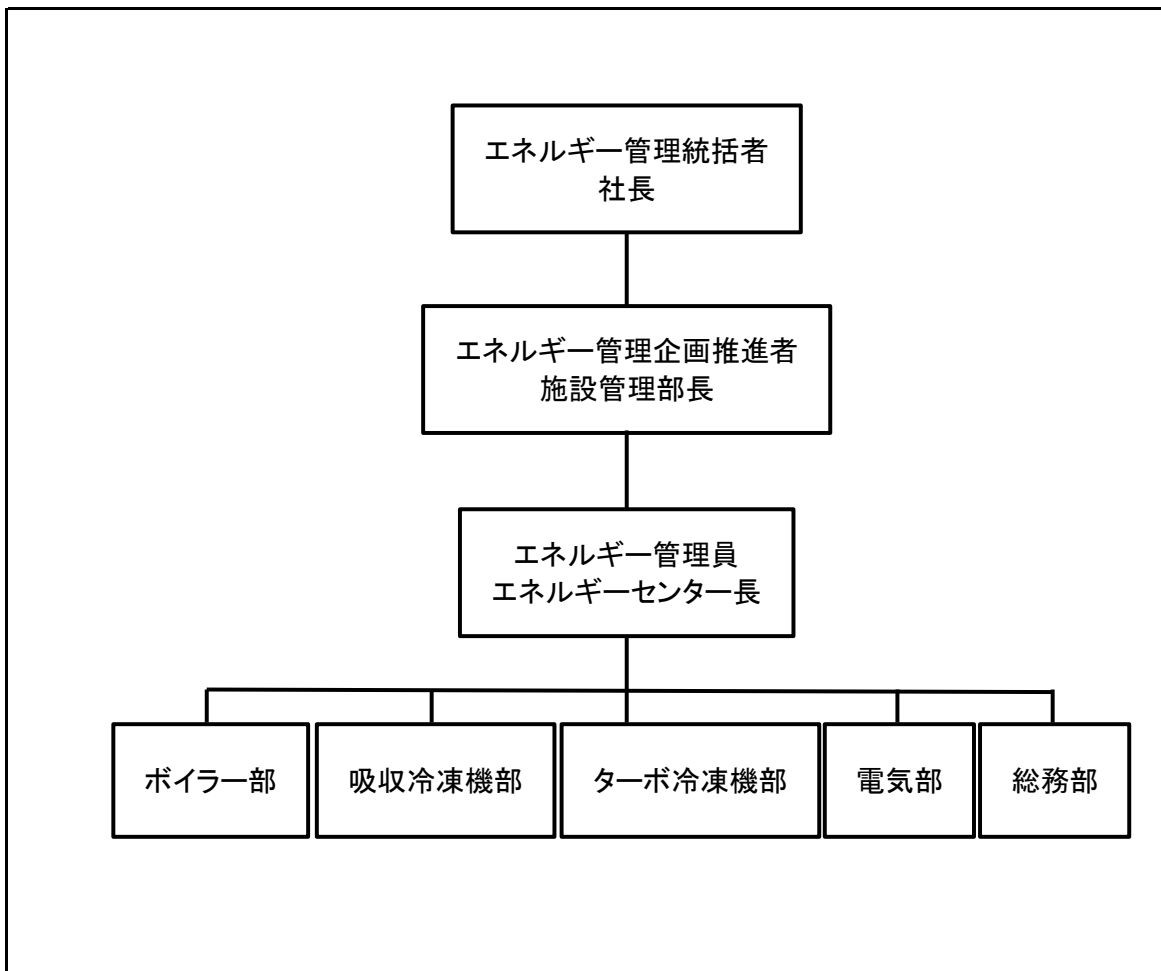 エネルギー管理統括者
社長
エネルギー管理企画推進者
施設管理部長
エネルギー管理員
エネルギーセンター長
ボイラー部
吸収冷凍機部
ターボ冷凍機部
電気部
総務部